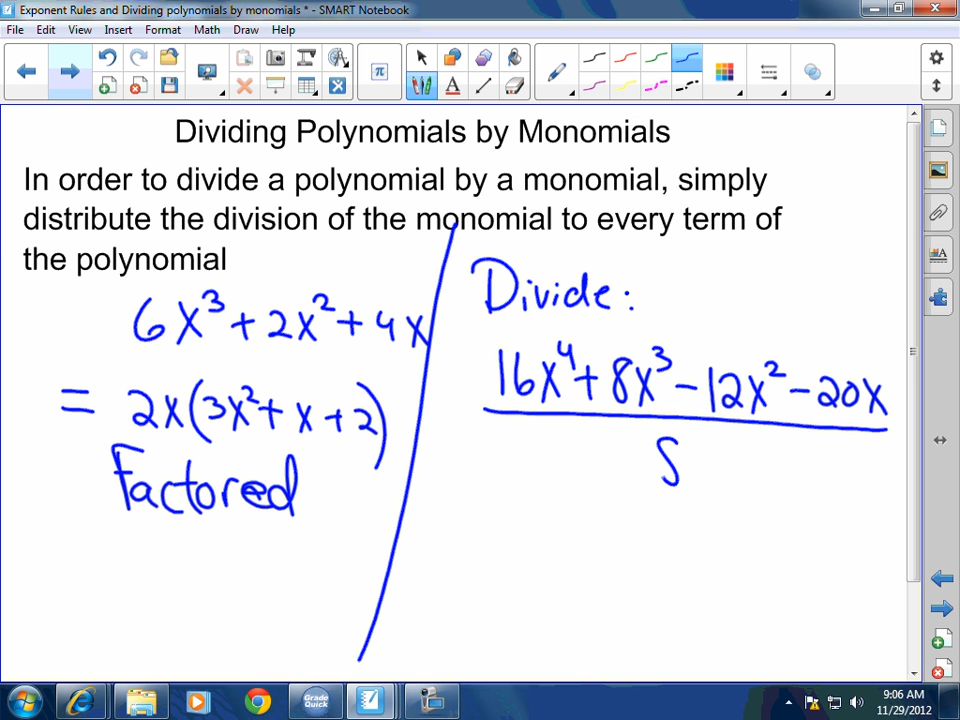 Exponent Rules and Dividing polynomials by monomials * - SMART Notebook
File Edit View Insert Format Math Draw Help
Dividing Polynomials by Monomials
In order to divide a polynomial by a monomial, simply
distribute the division of the monomial to every term of
the polynomial
6x³+2x²+4x
= 2x(3x²+x+2)
Factored
Divide:
16x⁴+8x³-12x²-20x
S
Grade
Quick
9:06 AM
11/29/2012